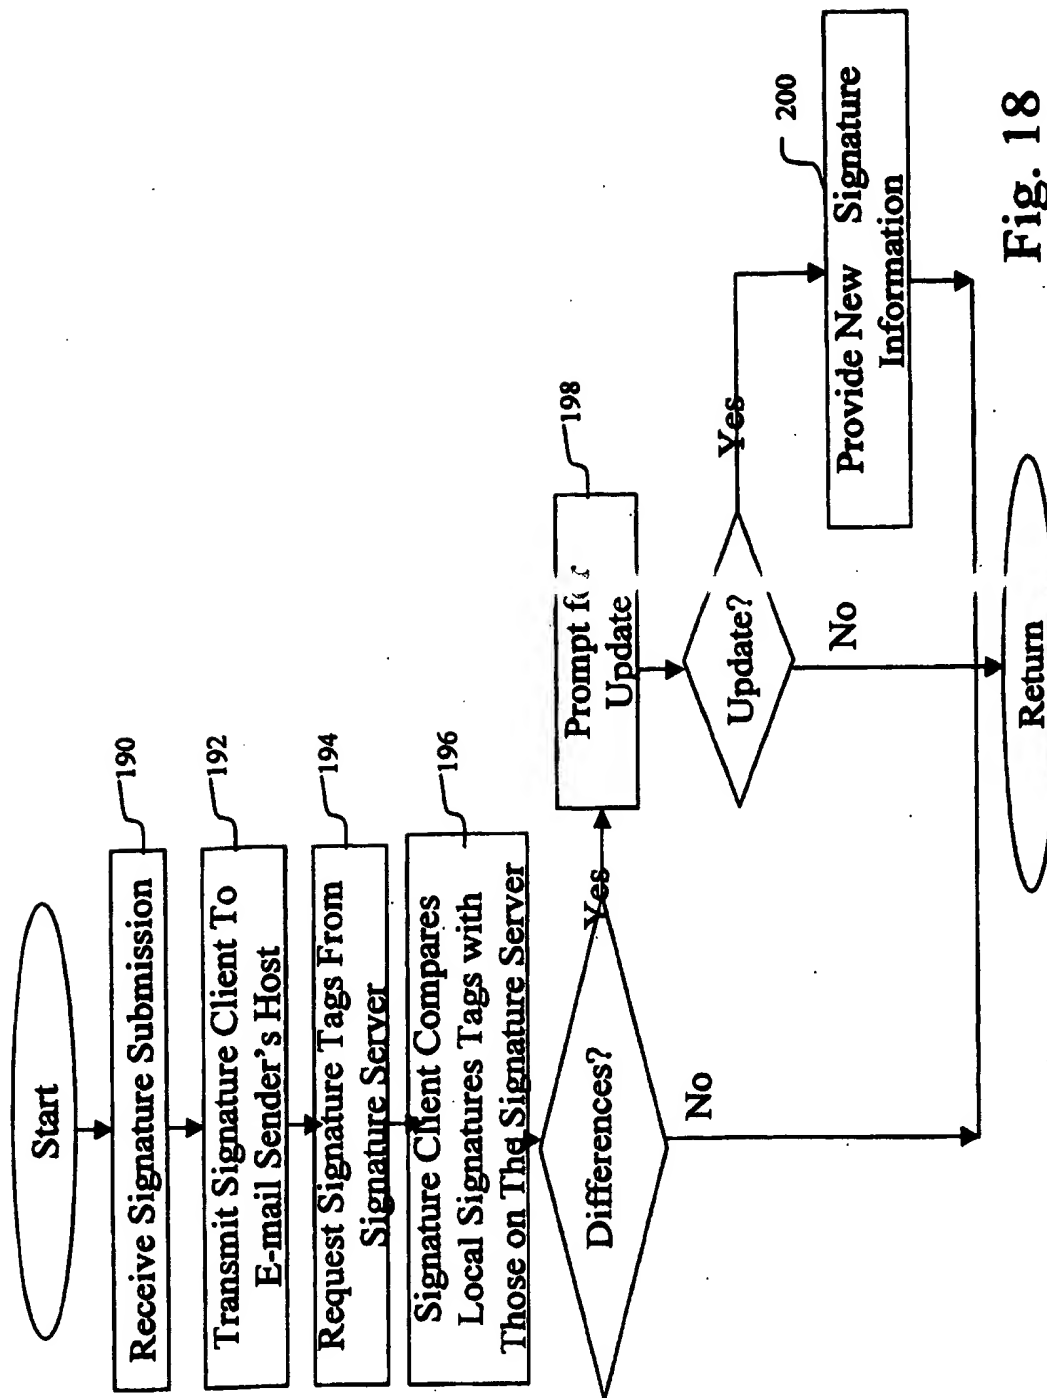 Start
190
Receive Signature Submission
192
Transmit Signature Client To
E-mail Sender's Host
194
Request Signature Tags From
Signature Server
196
Signature Client Compares
Local Signatures Tags with
Those on The Signature Server
Differences?
Yes
No
198
Prompt for
Update
Update?
Yes
No
200
Provide New Signature
Information
Return
Fig. 18